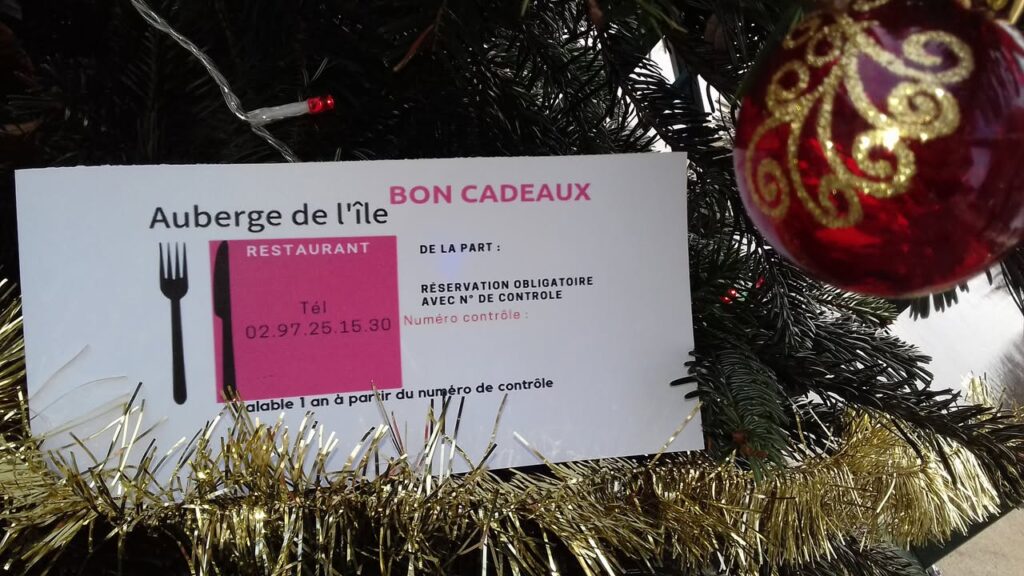 BON CADEAUX
Auberge de l'île
RESTAURANT
Tél
02.97.25.15.30
DE LA PART :
RÉSERVATION OBLIGATOIRE
AVEC N° DE CONTROLE
Numéro contrôle :
alable 1 an à partir du numéro de contrôle